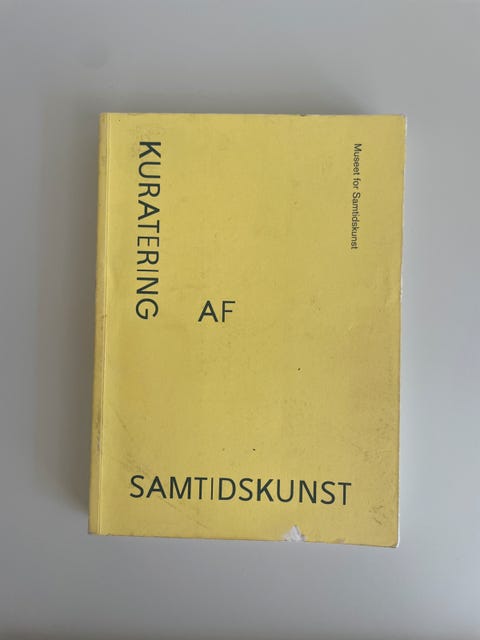 KURATERING
AF
SAMTIDSKUNST
Museet for Samtidskunst